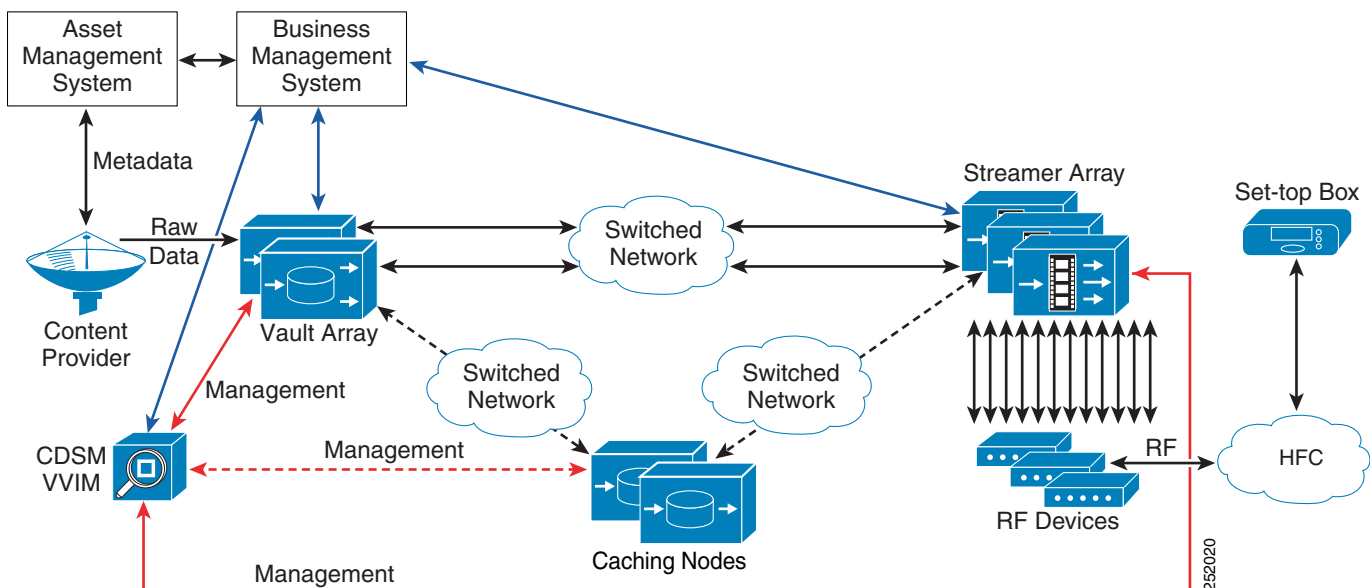 Asset
Management
System
Business
Management
System
Metadata
Streamer Array
Set-top Box
Raw
Data
Switched
Network
Content
Provider
Vault Array
Management
Switched
Network
Switched
Network
CDSM
VVIM
Management
RF
HFC
RF Devices
Caching Nodes
Management
252020